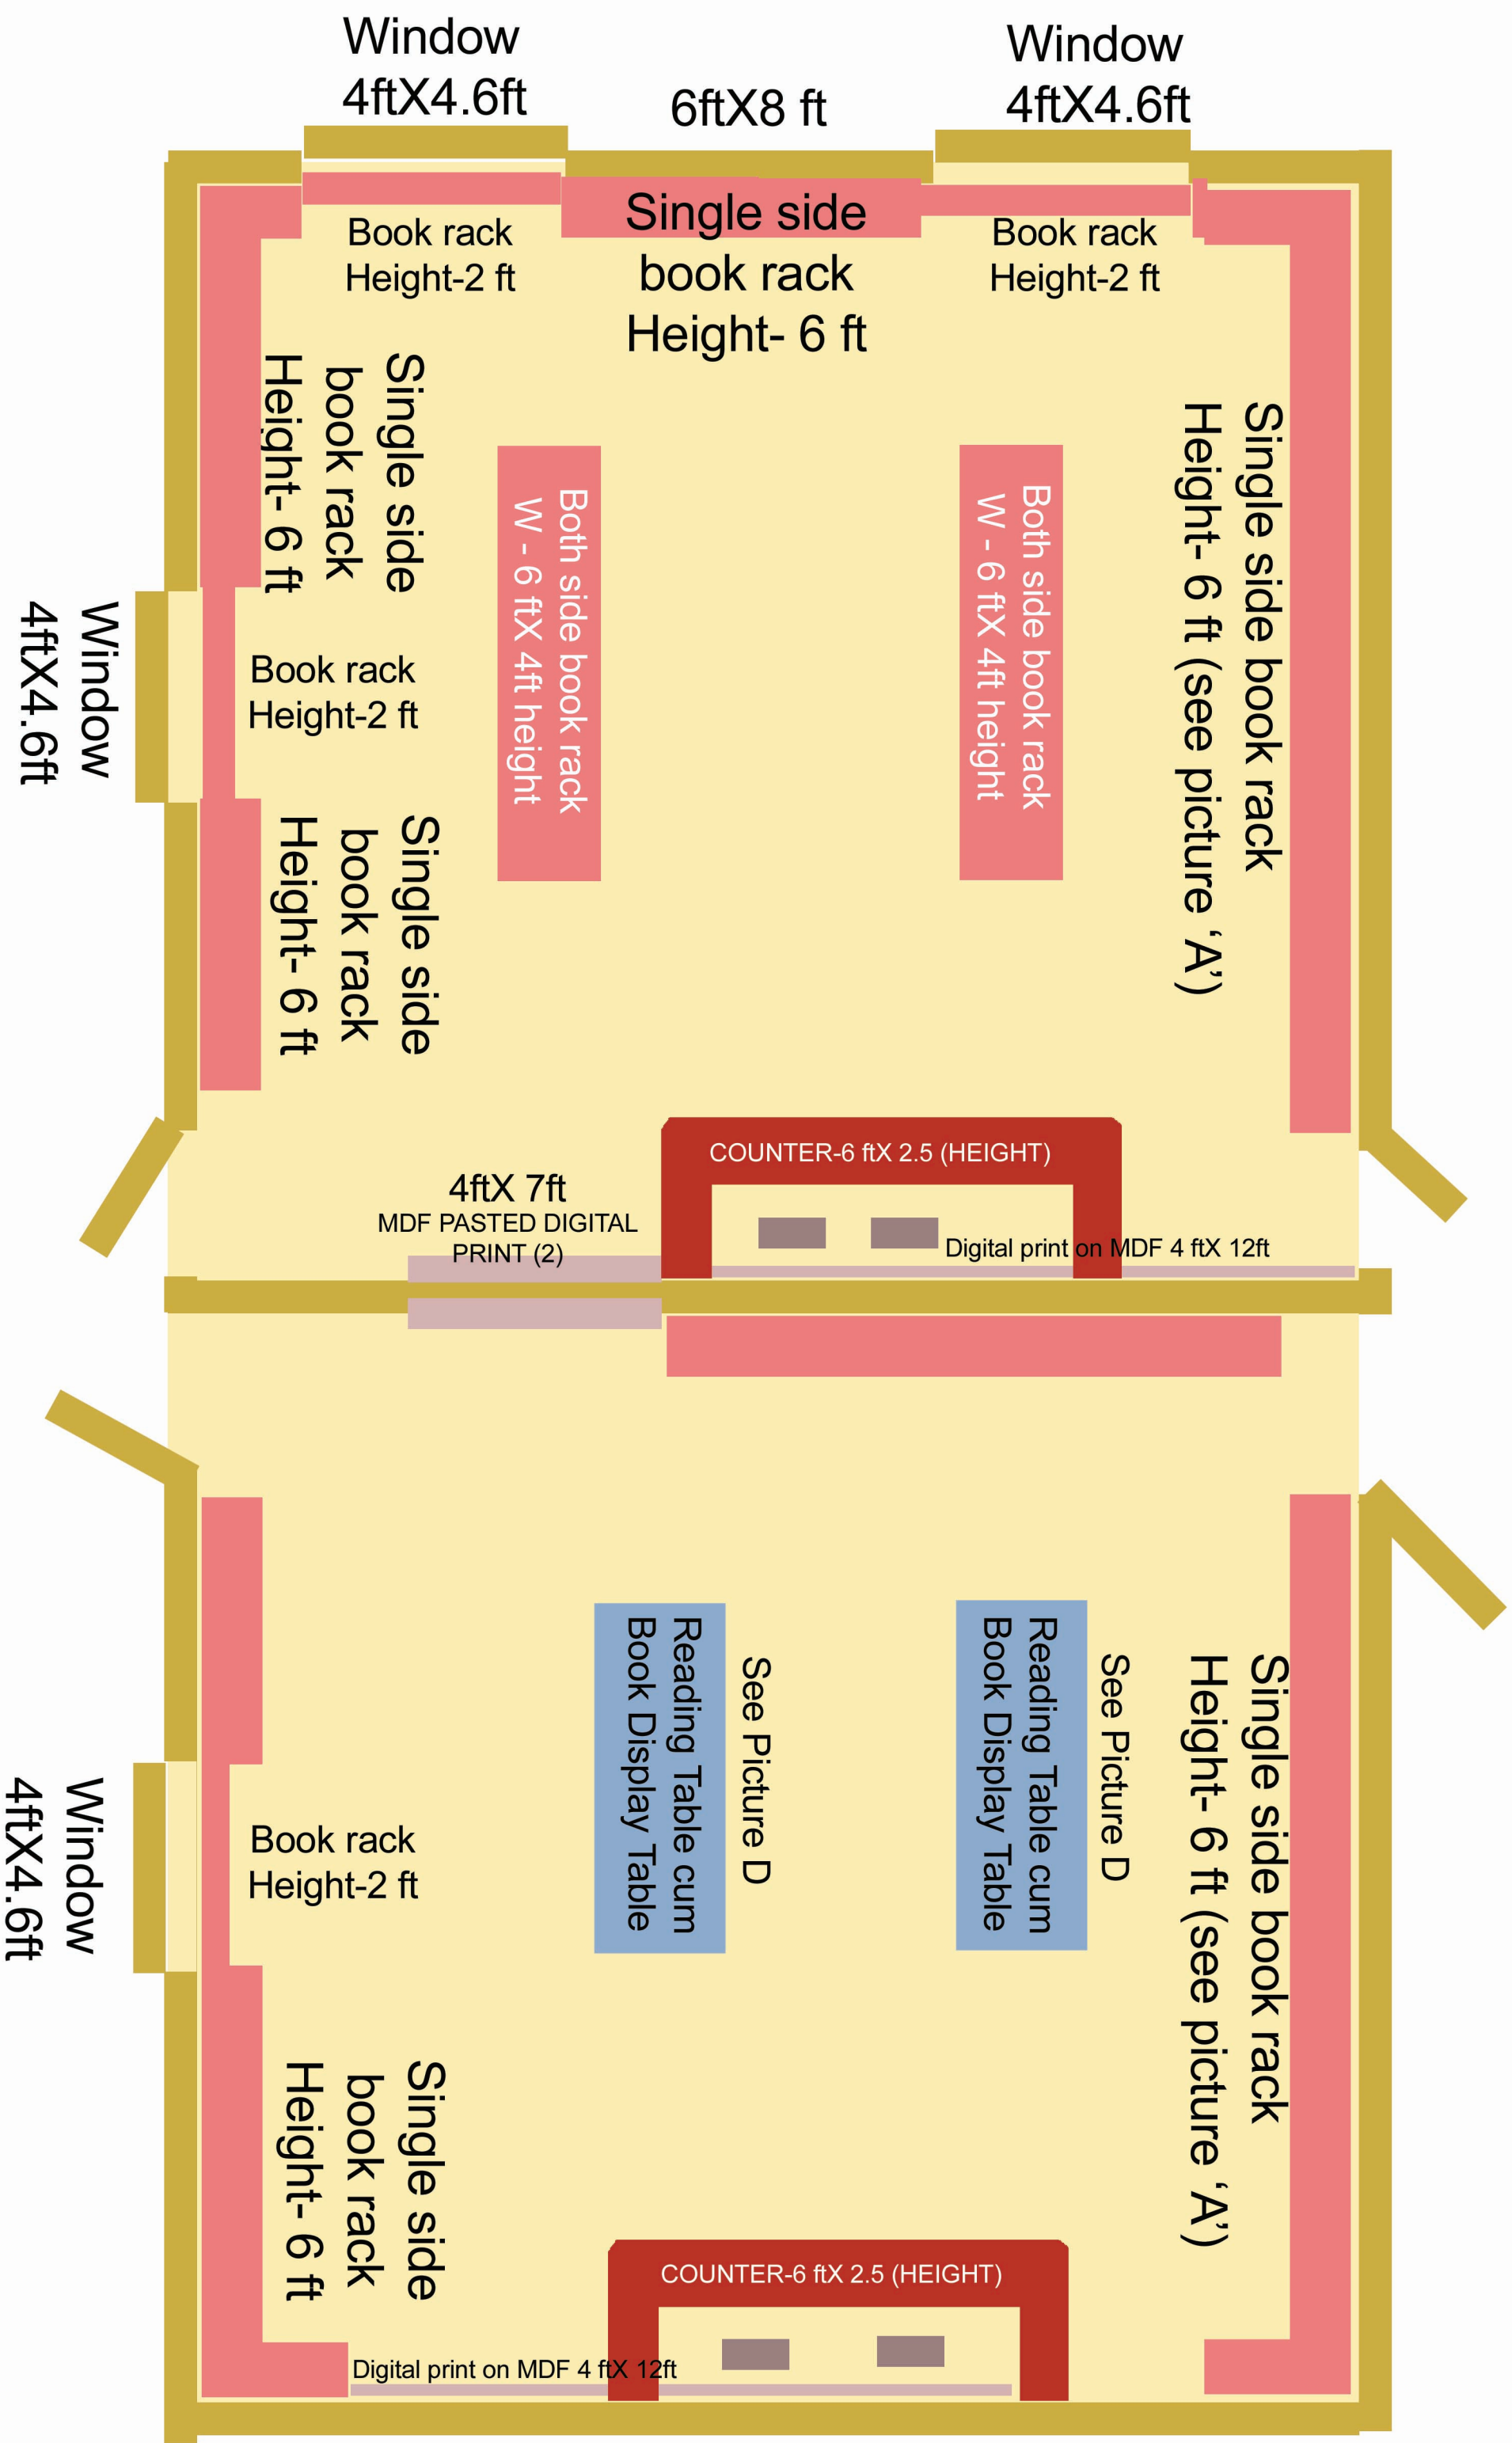 Window
4ftX4.6ft
6ftX8 ft
Window
4ftX4.6ft
Single side
book rack
Height- 6 ft
Book rack
Height-2 ft
Book rack
Height-2 ft
Single side
book rack
Height- 6 ft
Both side book rack
W - 6 ftX 4ft height
Both side book rack
W - 6 ftX 4ft height
Single side book rack
Height- 6 ft (see picture ‘A’)
Window
4ftX4.6ft
Book rack
Height-2 ft
Single side
book rack
Height- 6 ft
COUNTER-6 ftX 2.5 (HEIGHT)
4ftX 7ft
MDF PASTED DIGITAL
PRINT (2)
Digital print on MDF 4 ftX 12ft
Reading Table cum
Book Display Table
See Picture D
Reading Table cum
Book Display Table
See Picture D
Single side book rack
Height- 6 ft (see picture ‘A’)
Window
4ftX4.6ft
Book rack
Height-2 ft
Single side
book rack
Height- 6 ft
COUNTER-6 ftX 2.5 (HEIGHT)
Digital print on MDF 4 ftX 12ft